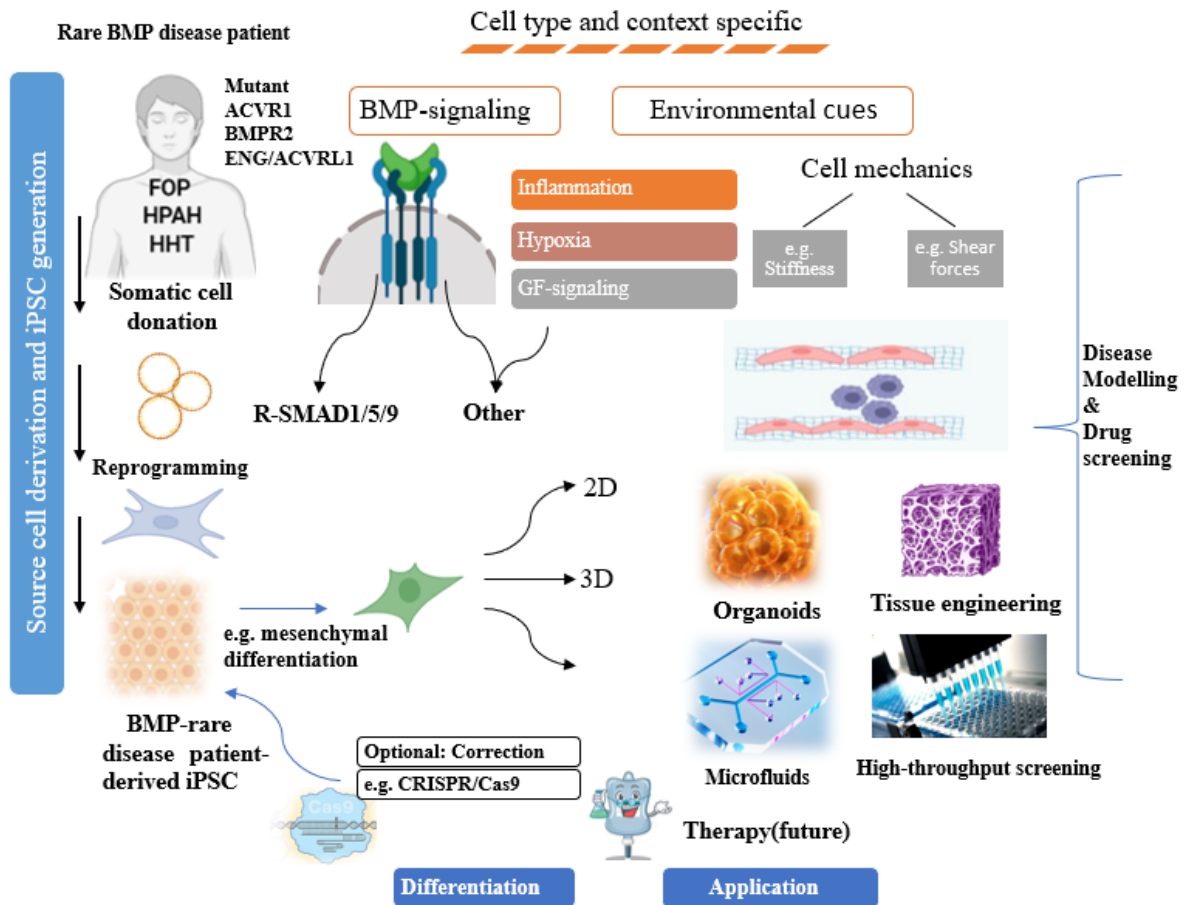 Rare BMP disease patient
Cell type and context specific
Source cell derivation and iPSC generation
Mutant
ACVR1
BMPR2
ENG/ACVRL1
FOP
HPAH
HHT
BMP-signaling
Environmental cues
Inflammation
Hypoxia
GF-signaling
Cell mechanics
e.g.
Stiffness
e.g. Shear
forces
Somatic cell
donation
R-SMAD1/5/9
Other
Disease
Modelling
&
Drug
screening
Reprogramming
2D
3D
e.g. mesenchymal
differentiation
Organoids
Tissue engineering
BMP-rare
disease patient-
derived iPSC
Optional: Correction
e.g. CRISPR/Cas9
Cas9
Microfluids
High-throughput screening
Therapy(future)
Differentiation
Application